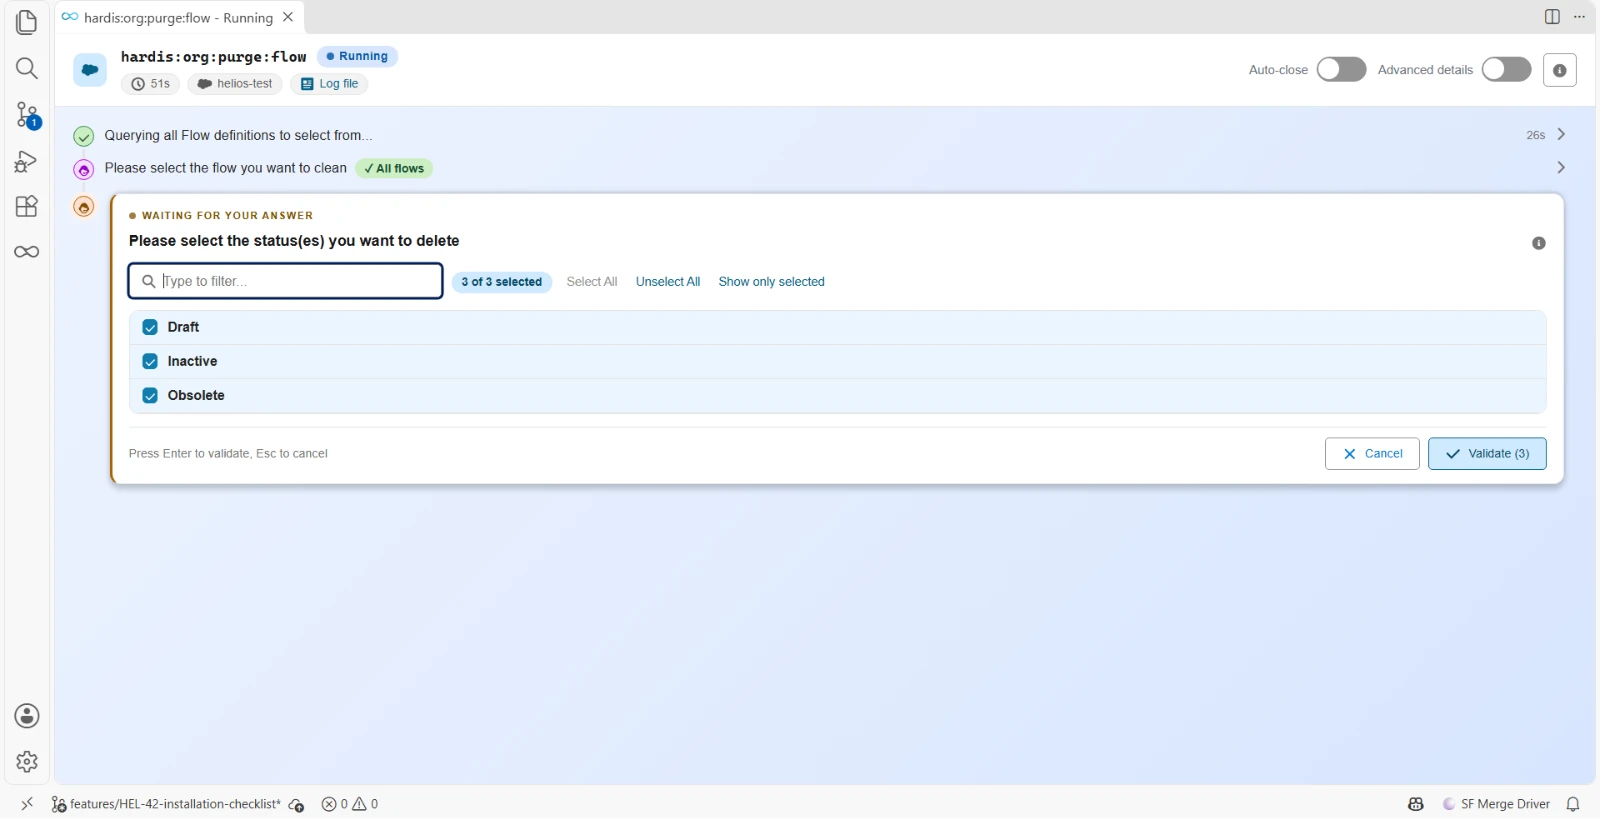 hardis:org:purge:flow - Running
hardis:org:purge:flow
Running
51s
helios-test
Log file
Auto-close
Advanced details
Querying all Flow definitions to select from...
26s
Please select the flow you want to clean
✓ All flows
WAITING FOR YOUR ANSWER
Please select the status(es) you want to delete
Type to filter...
3 of 3 selected
Select All
Unselect All
Show only selected
Draft
Inactive
Obsolete
Press Enter to validate, Esc to cancel
Cancel
Validate (3)
1
features/HEL-42-installation-checklist*
0
0
SF Merge Driver